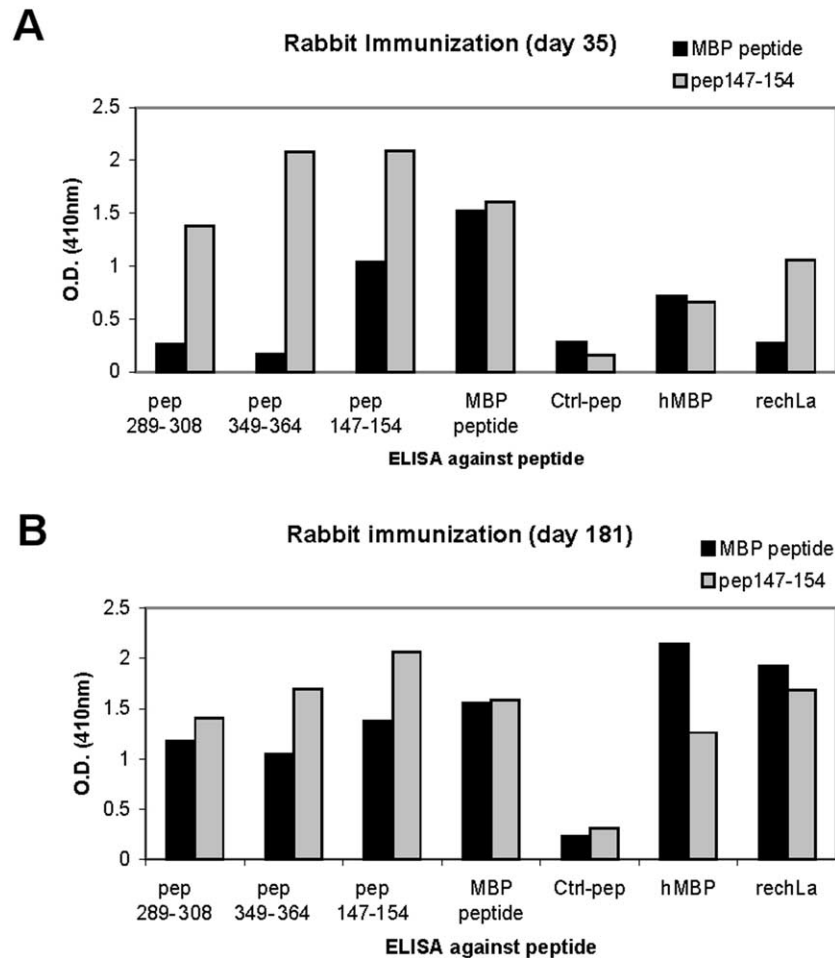 A
Rabbit Immunization (day 35)
MBP peptide
pep147-154
2.5
2
1.5
1
0.5
0
O.D. (410nm)
pep 289-308
pep 349-364
pep 147-154
MBP peptide
Ctrl-pep
hMBP
rechLa
ELISA against peptide
B
Rabbit immunization (day 181)
MBP peptide
pep147-154
2.5
2
1.5
1
0.5
0
O.D. (410nm)
pep 289-308
pep 349-364
pep 147-154
MBP peptide
Ctrl-pep
hMBP
rechLa
ELISA against peptide